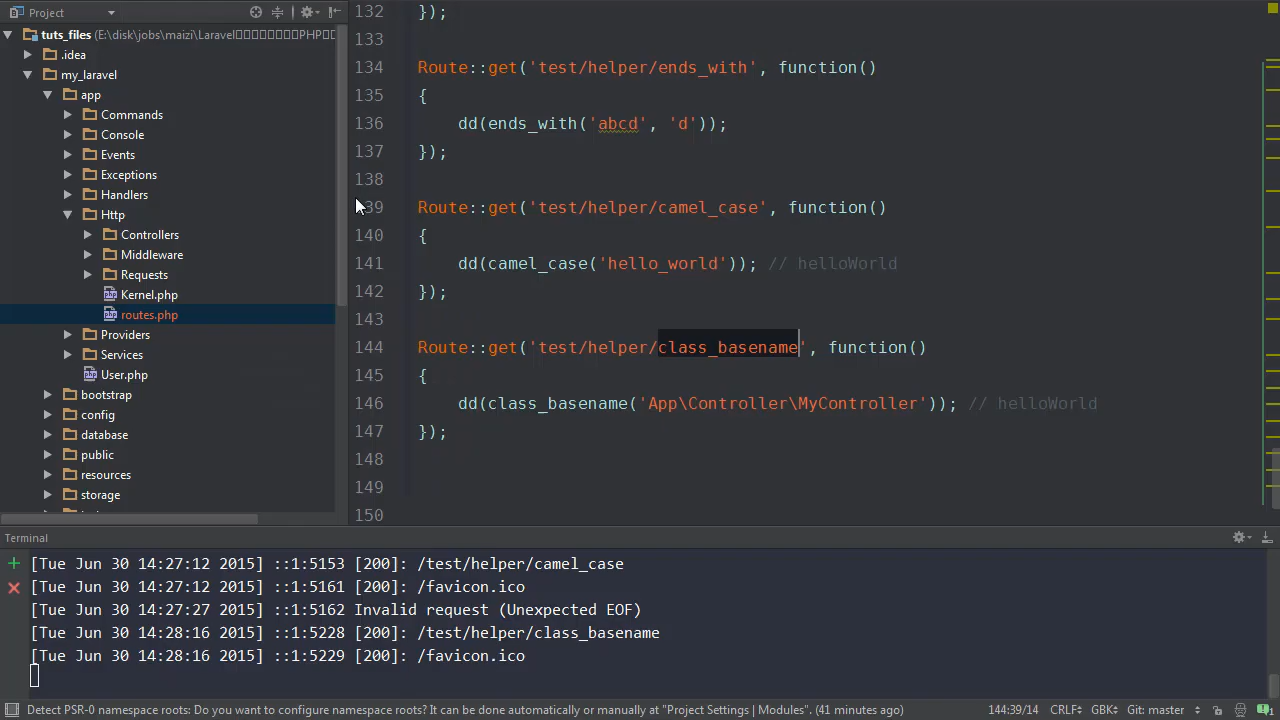 Project
tuts_files (E:\disk\jobs\maizi\Laravel PHP
.idea
my_laravel
app
Commands
Console
Events
Exceptions
Handlers
Http
Controllers
Middleware
Requests
Kernel.php
routes.php
Providers
Services
User.php
bootstrap
config
database
public
resources
storage
132 });
133
134 Route::get('test/helper/ends_with', function()
135 {
136 dd(ends_with('abcd', 'd'));
137 });
138
139 Route::get('test/helper/camel_case', function()
140 {
141 dd(camel_case('hello_world')); // helloWorld
142 });
143
144 Route::get('test/helper/class_basename', function()
145 {
146 dd(class_basename('App\Controller\MyController')); // helloWorld
147 });
148
149
150
Terminal
[Tue Jun 30 14:27:12 2015] ::1:5153 [200]: /test/helper/camel_case
[Tue Jun 30 14:27:12 2015] ::1:5161 [200]: /favicon.ico
[Tue Jun 30 14:27:27 2015] ::1:5162 Invalid request (Unexpected EOF)
[Tue Jun 30 14:28:16 2015] ::1:5228 [200]: /test/helper/class_basename
[Tue Jun 30 14:28:16 2015] ::1:5229 [200]: /favicon.ico
Detect PSR-0 namespace roots: Do you want to configure namespace roots? It can be done automatically or manually at "Project Settings | Modules". (41 minutes ago) 144:39/14 CRLF GBK Git: master